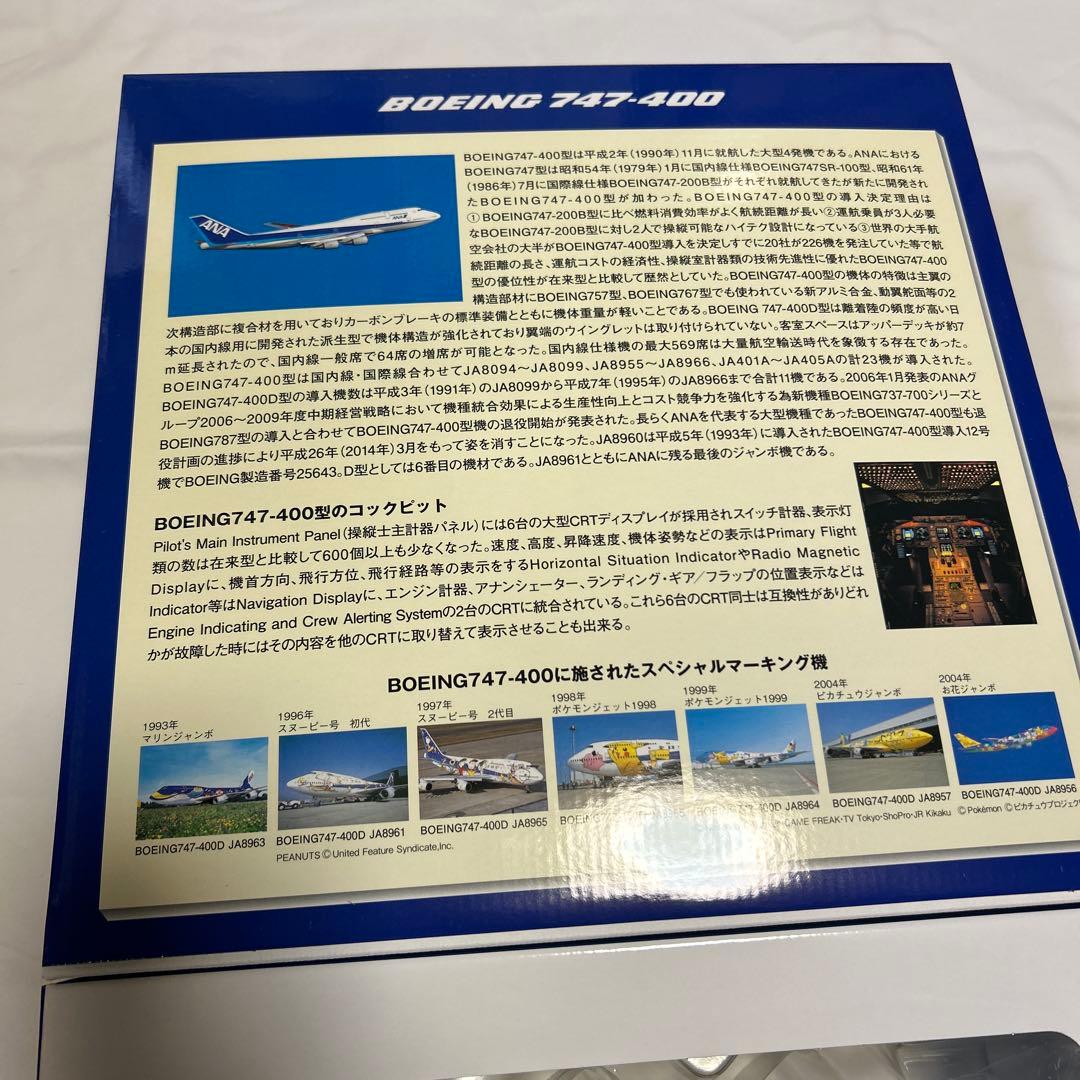 BOEING 747-400
BOEING747-400型は平成2年(1990年)11月に就航した大型4発機である。ANAにおける
BOEING747型は昭和54年(1979年)1月に国内線仕様BOEING747SR-100型、昭和61年
(1986年)7月に国際線仕様BOEING747-200B型がそれぞれ就航してきたが新たに開発され
たBOEING747-400型が加わった。BOEING747-400型の導入決定理由は
①BOEING747-200B型に比べ燃料消費効率がよく航続距離が長い②運航乗員が3人必要
なBOEING747-200B型に対し2人で操縦可能なハイテク設計になっている③世界の大手航
空会社の大半がBOEING747-400型導入を決定しすでに20社が226機を発注していた等で航
続距離の長さ、運航コストの経済性、操縦室計器類の技術先進性に優れたBOEING747-400
型の優位性が在来型と比較して歴然としていた。BOEING747-400型の機体の特徴は主翼の
構造部材にBOEING757型、BOEING767型でも使われている新アルミ合金、動翼舵面等の2
次構造部に複合材を用いておりカーボンブレーキの標準装備とともに機体重量が軽いことである。BOEING 747-400D型は離着陸の頻度が高い日
本の国内線用に開発された派生型で機体構造が強化されており翼端のウイングレットは取り付けられていない。客室スペースはアッパーデッキが約7
m延長されたので、国内線一般席で64席の増席が可能となった。国内線仕様機の最大569席は大量航空輸送時代を象徴する存在であった。
BOEING747-400型は国内線・国際線合わせてJA8094〜JA8099、JA8955〜JA8966、JA401A〜JA405Aの計23機が導入された。
BOEING747-400D型の導入機数は平成3年(1991年)のJA8099から平成7年(1995年)のJA8966まで合計11機である。2006年1月発表のANAグ
ループ2006〜2009年度中期経営戦略において機種統合効果による生産性向上とコスト競争力を強化する為新機種BOEING737-700シリーズと
BOEING787型の導入と合わせてBOEING747-400型機の退役開始が発表された。長らくANAを代表する大型機種であったBOEING747-400型も退
役計画の進捗により平成26年(2014年)3月をもって姿を消すことになった。JA8960は平成5年(1993年)に導入されたBOEING747-400型導入12号
機でBOEING製造番号25643。D型としては6番目の機材である。JA8961とともにANAに残る最後のジャンボ機である。
BOEING747-400型のコックピット
Pilot's Main Instrument Panel(操縦士主計器パネル)には6台の大型CRTディスプレイが採用されスイッチ計器、表示灯
類の数は在来型と比較して600個以上も少なくなった。速度、高度、昇降速度、機体姿勢などの表示はPrimary Flight
Displayに、機首方向、飛行方位、飛行経路等の表示をするHorizontal Situation IndicatorやRadio Magnetic
Indicator等はNavigation Displayに、エンジン計器、アナンシェーター、ランディング・ギア/フラップの位置表示などは
Engine Indicating and Crew Alerting Systemの2台のCRTに統合されている。これら6台のCRT同士は互換性がありどれ
かが故障した時にはその内容を他のCRTに取り替えて表示させることも出来る。
BOEING747-400に施されたスペシャルマーキング機
1993年
マリンジャンボ
BOEING747-400D JA8963
1996年
スヌーピー号 初代
BOEING747-400D JA8961
PEANUTS ©United Feature Syndicate,Inc.
1997年
スヌーピー号 2代目
BOEING747-400D JA8965
1998年
ポケモンジェット1998
BOEING747-400D
1999年
ポケモンジェット1999
JA8964
2004年
ピカチュウジャンボ
BOEING747-400D JA8957
2004年
お花ジャンボ
BOEING747-400D JA8956
GAME FREAK・TV Tokyo・ShoPro・JR Kikaku ©Pokémon ©ピカチュウプロジェクト
ANA